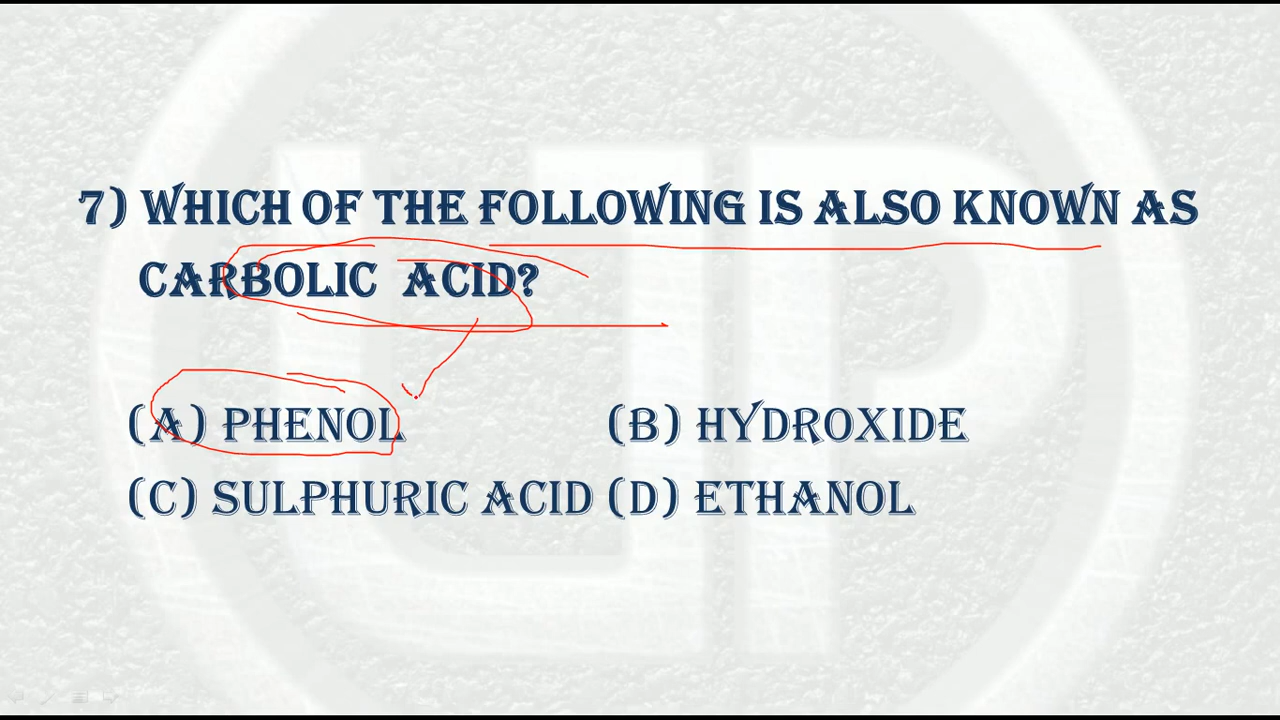 7) WHICH OF THE FOLLOWING IS ALSO KNOWN AS
CARBOLIC ACID?
(A) PHENOL (B) HYDROXIDE
(C) SULPHURIC ACID (D) ETHANOL